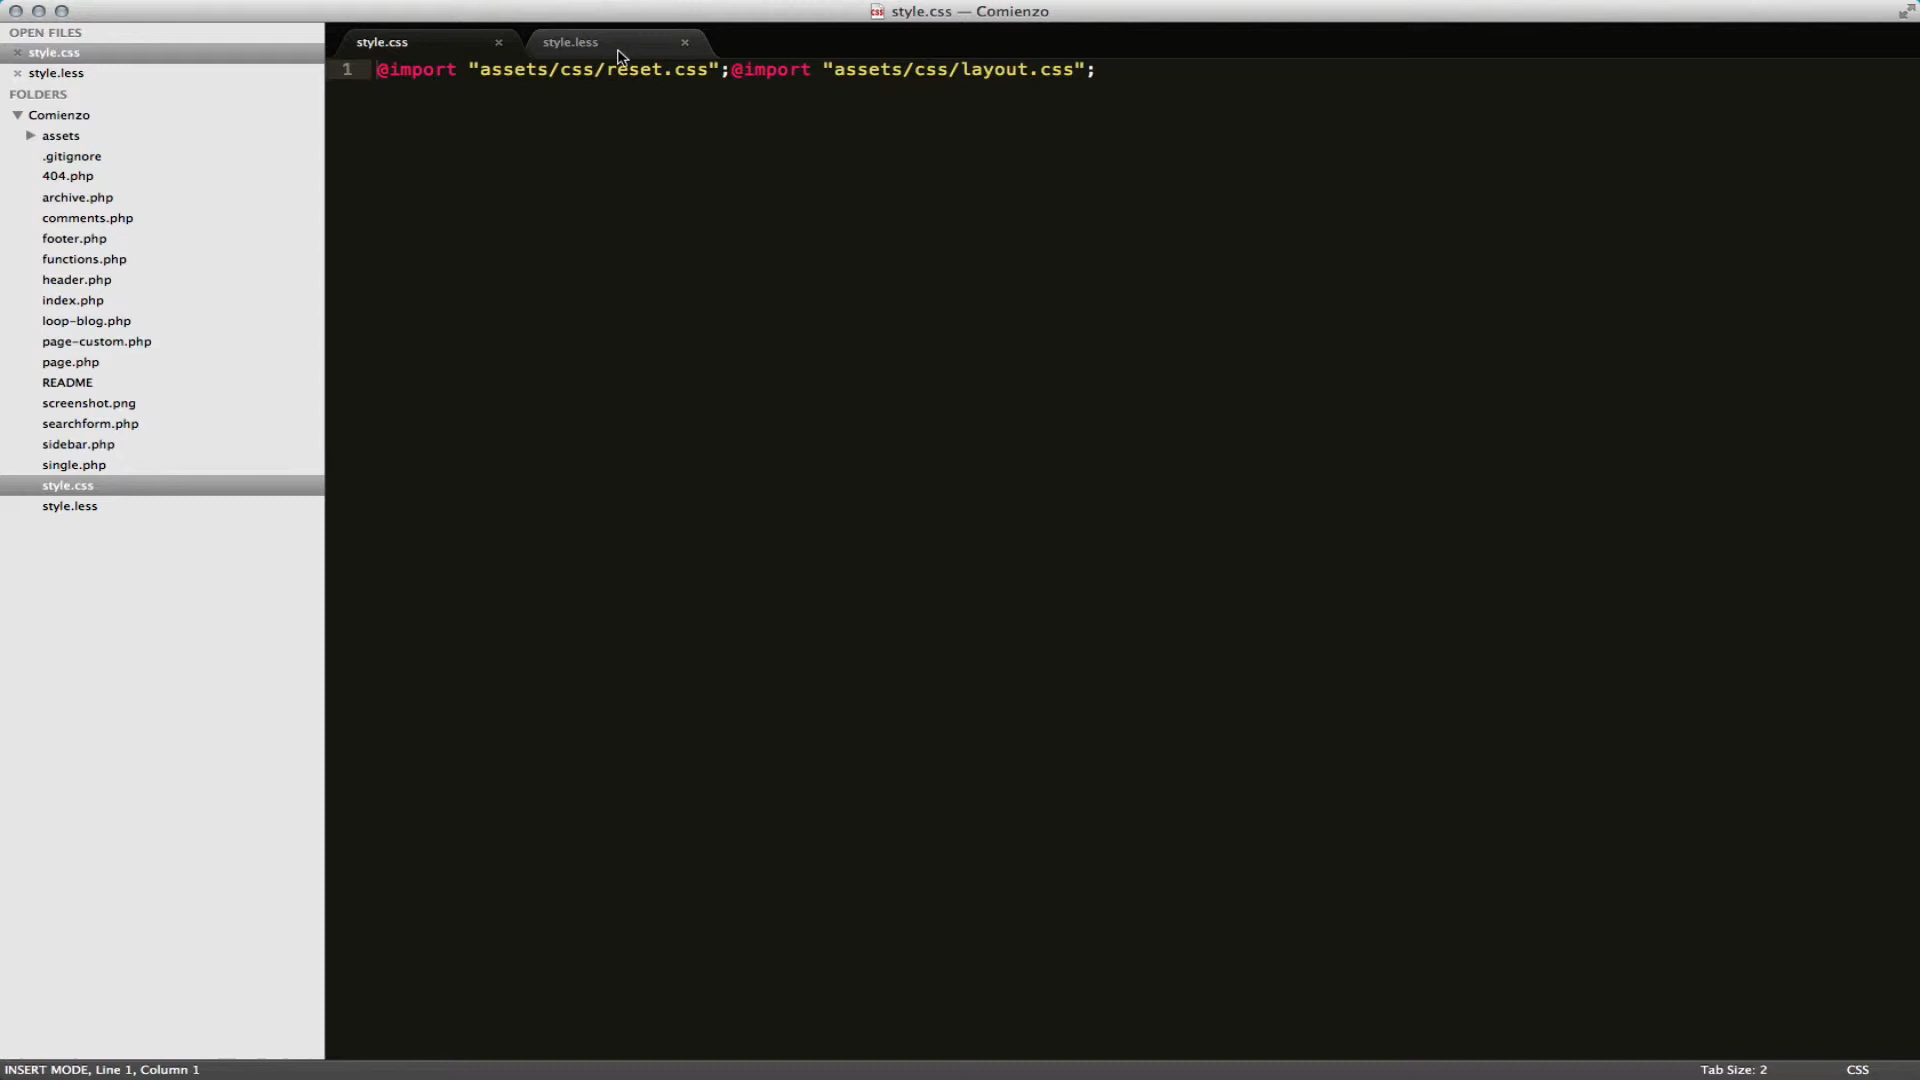 style.css — Comienzo
OPEN FILES
style.css
style.less
FOLDERS
Comienzo
assets
.gitignore
404.php
archive.php
comments.php
footer.php
functions.php
header.php
index.php
loop-blog.php
page-custom.php
page.php
README
screenshot.png
searchform.php
sidebar.php
single.php
style.css
style.less
style.css
style.less
1 @import "assets/css/reset.css";@import "assets/css/layout.css";
INSERT MODE, Line 1, Column 1
Tab Size: 2
CSS